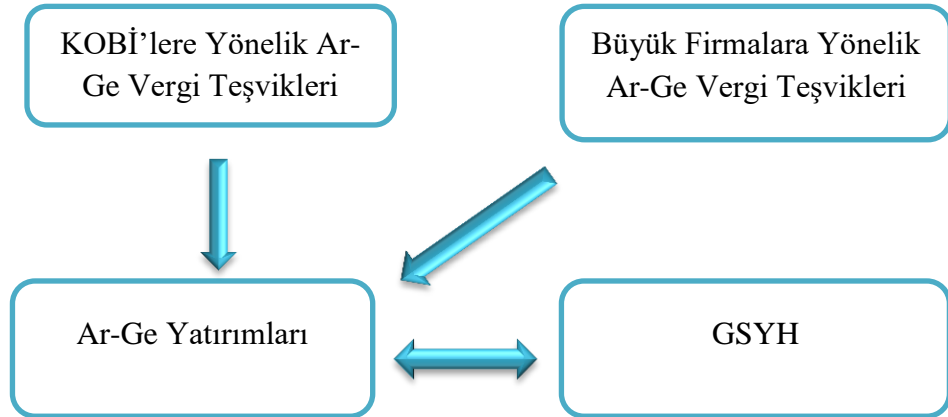 KOBİ’lere Yönelik Ar-
Ge Vergi Teşvikleri
Büyük Firmalara Yönelik
Ar-Ge Vergi Teşvikleri
Ar-Ge Yatırımları
GSYH